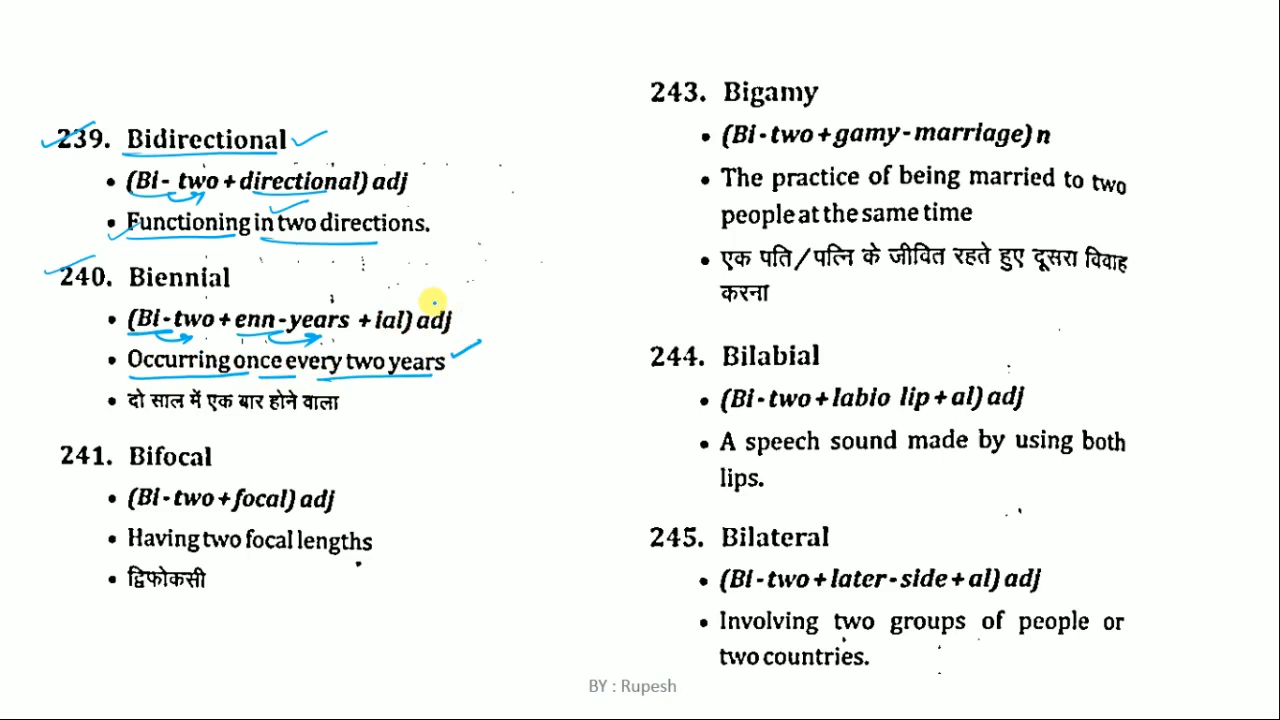 239. Bidirectional
• (Bi- two + directional) adj
• Functioning in two directions.
240. Biennial
• (Bi-two + enn-years + ial) adj
• Occurring once every two years
• दो साल में एक बार होने वाला
241. Bifocal
• (Bi-two + focal) adj
• Having two focal lengths
• द्विफोकसी
243. Bigamy
• (Bi-two + gamy-marriage) n
• The practice of being married to two
people at the same time
• एक पति/पत्नि के जीवित रहते हुए दूसरा विवाह
करना
244. Bilabial
• (Bi-two + labio lip + al) adj
• A speech sound made by using both
lips.
245. Bilateral
• (Bi-two + later-side + al) adj
• Involving two groups of people or
two countries.
BY : Rupesh